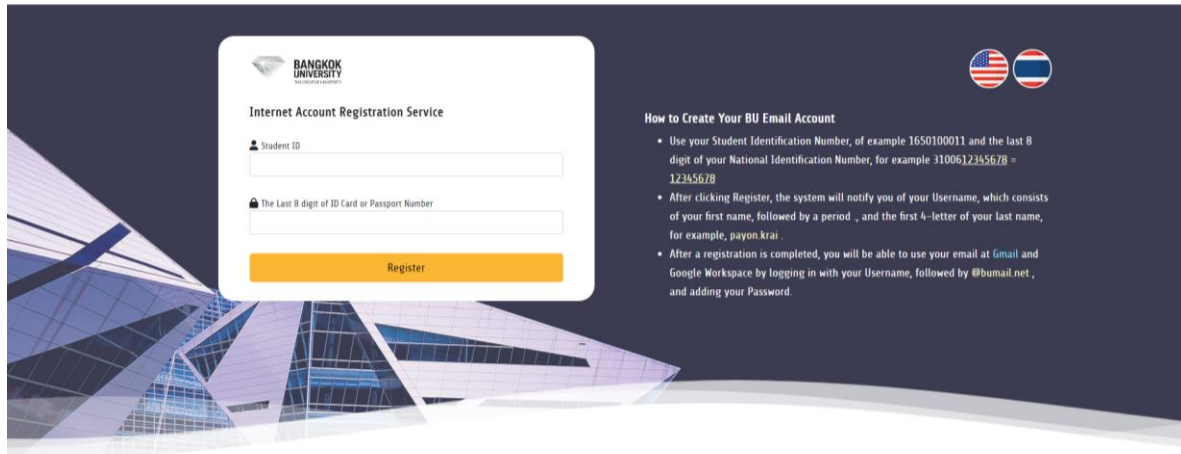 BANGKOK
UNIVERSITY
THE CREATIVE UNIVERSITY
Internet Account Registration Service
Student ID
The Last 8 digit of ID Card or Passport Number
Register
How to Create Your BU Email Account
• Use your Student Identification Number, of example 1650100011 and the last 8
digit of your National Identification Number, for example 3100612345678 =
12345678
• After clicking Register, the system will notify you of your Username, which consists
of your first name, followed by a period ., and the first 4-letter of your last name,
for example, payon.krai .
• After a registration is completed, you will be able to use your email at Gmail and
Google Workspace by logging in with your Username, followed by @bumail.net ,
and adding your Password.